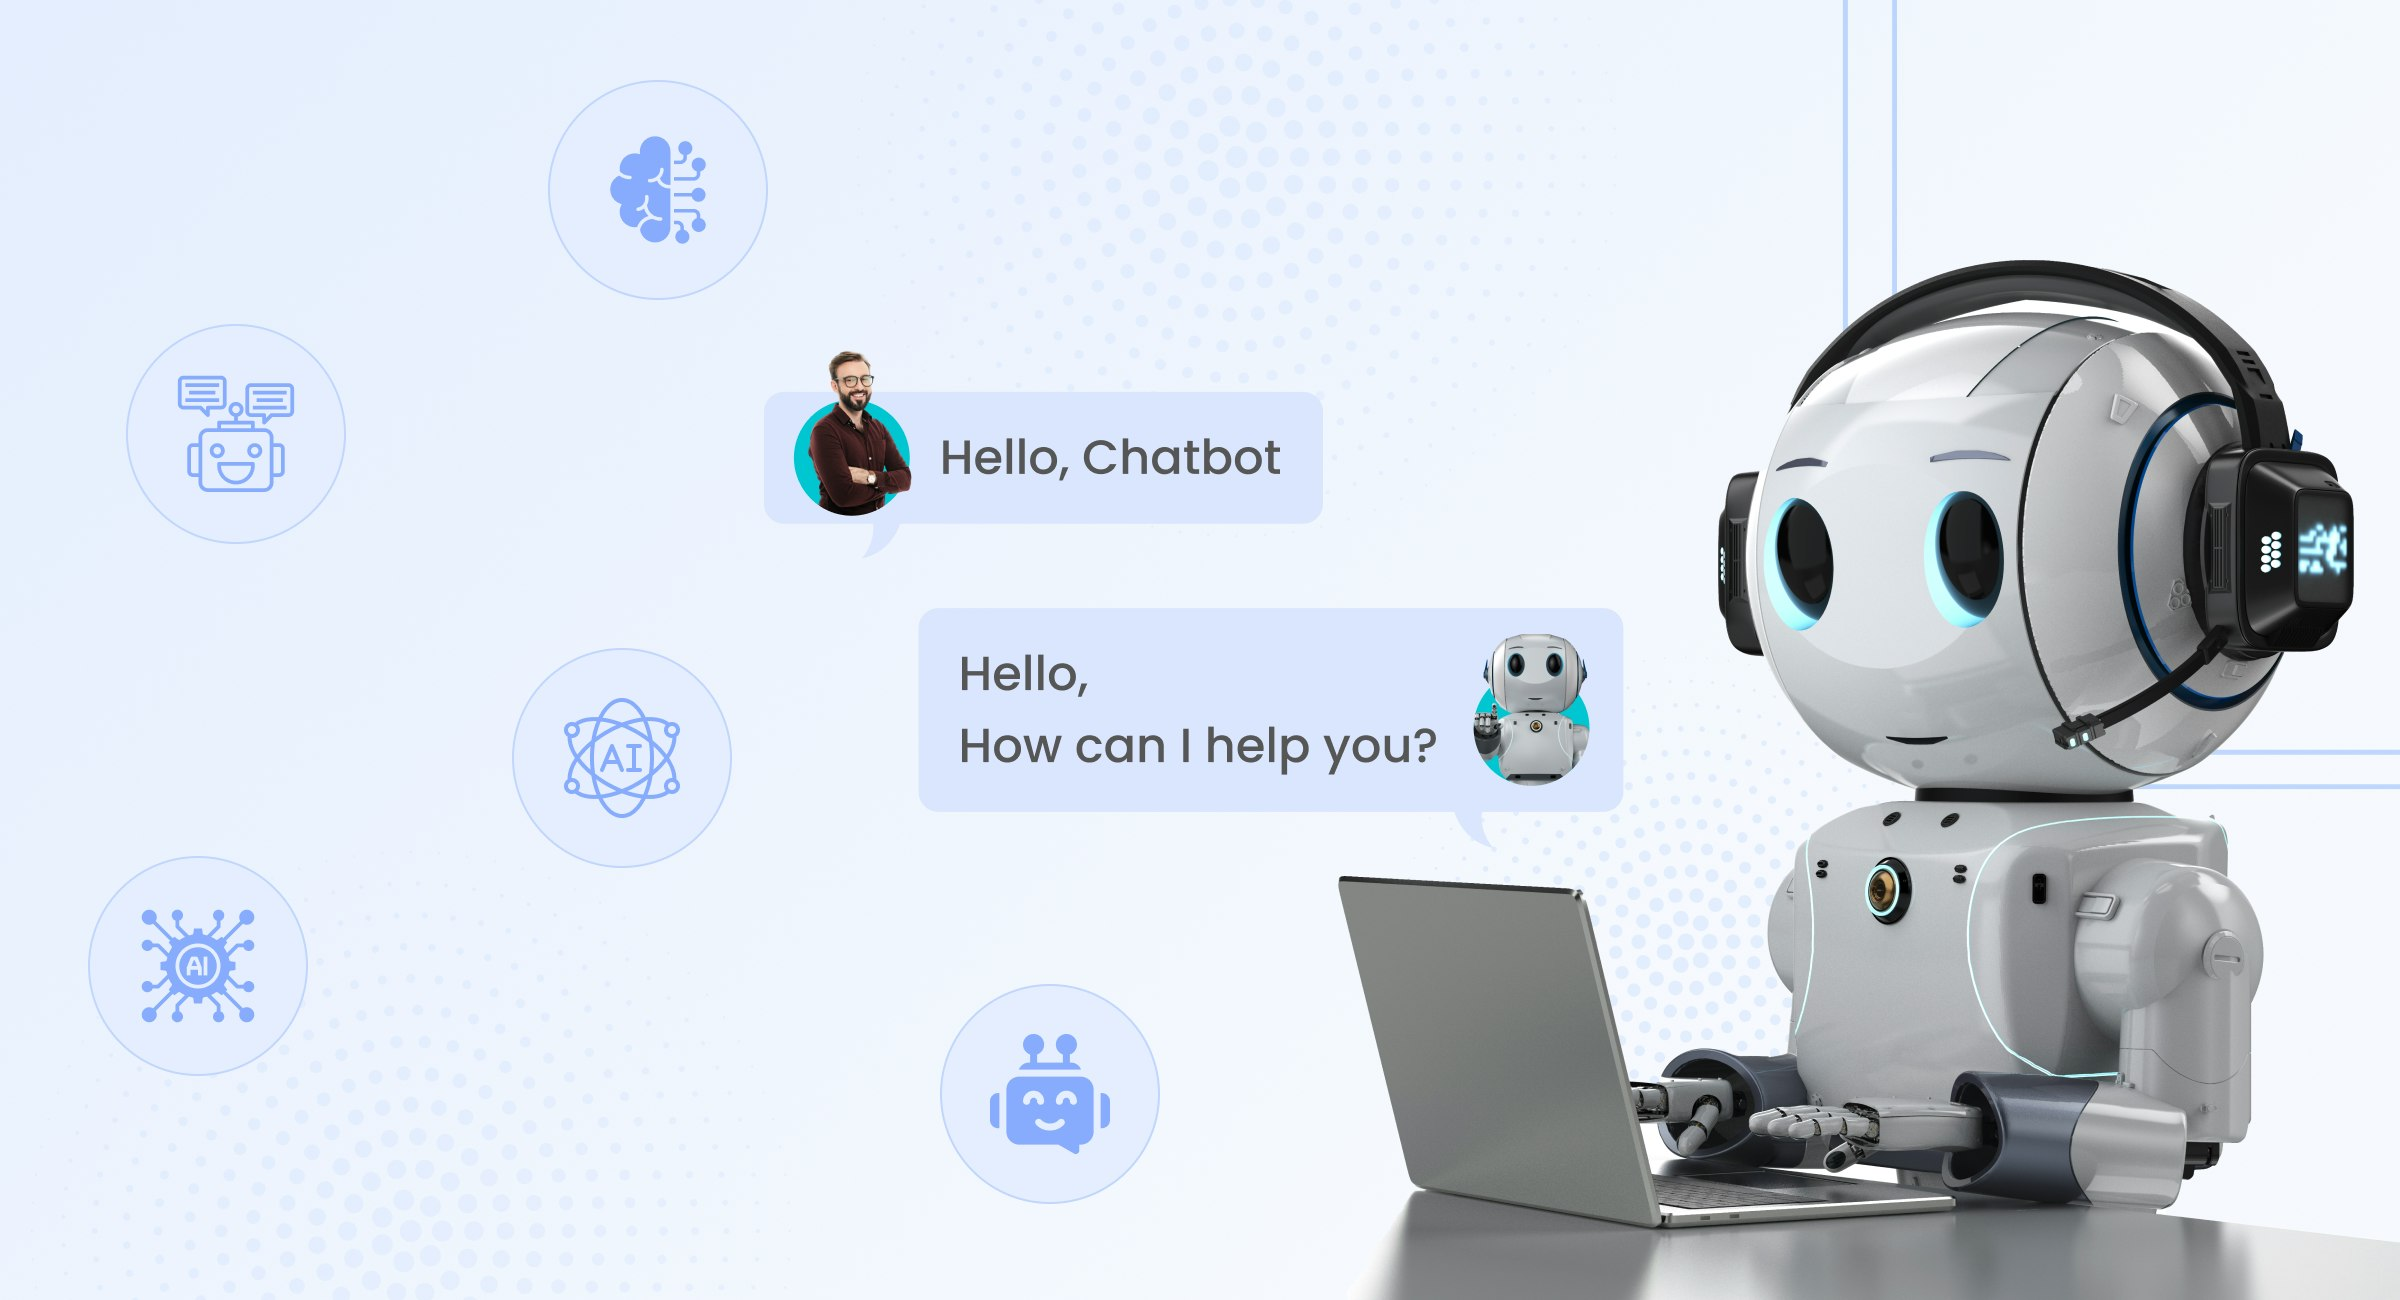 Hello, Chatbot
Hello,
How can I help you?
AI
AI